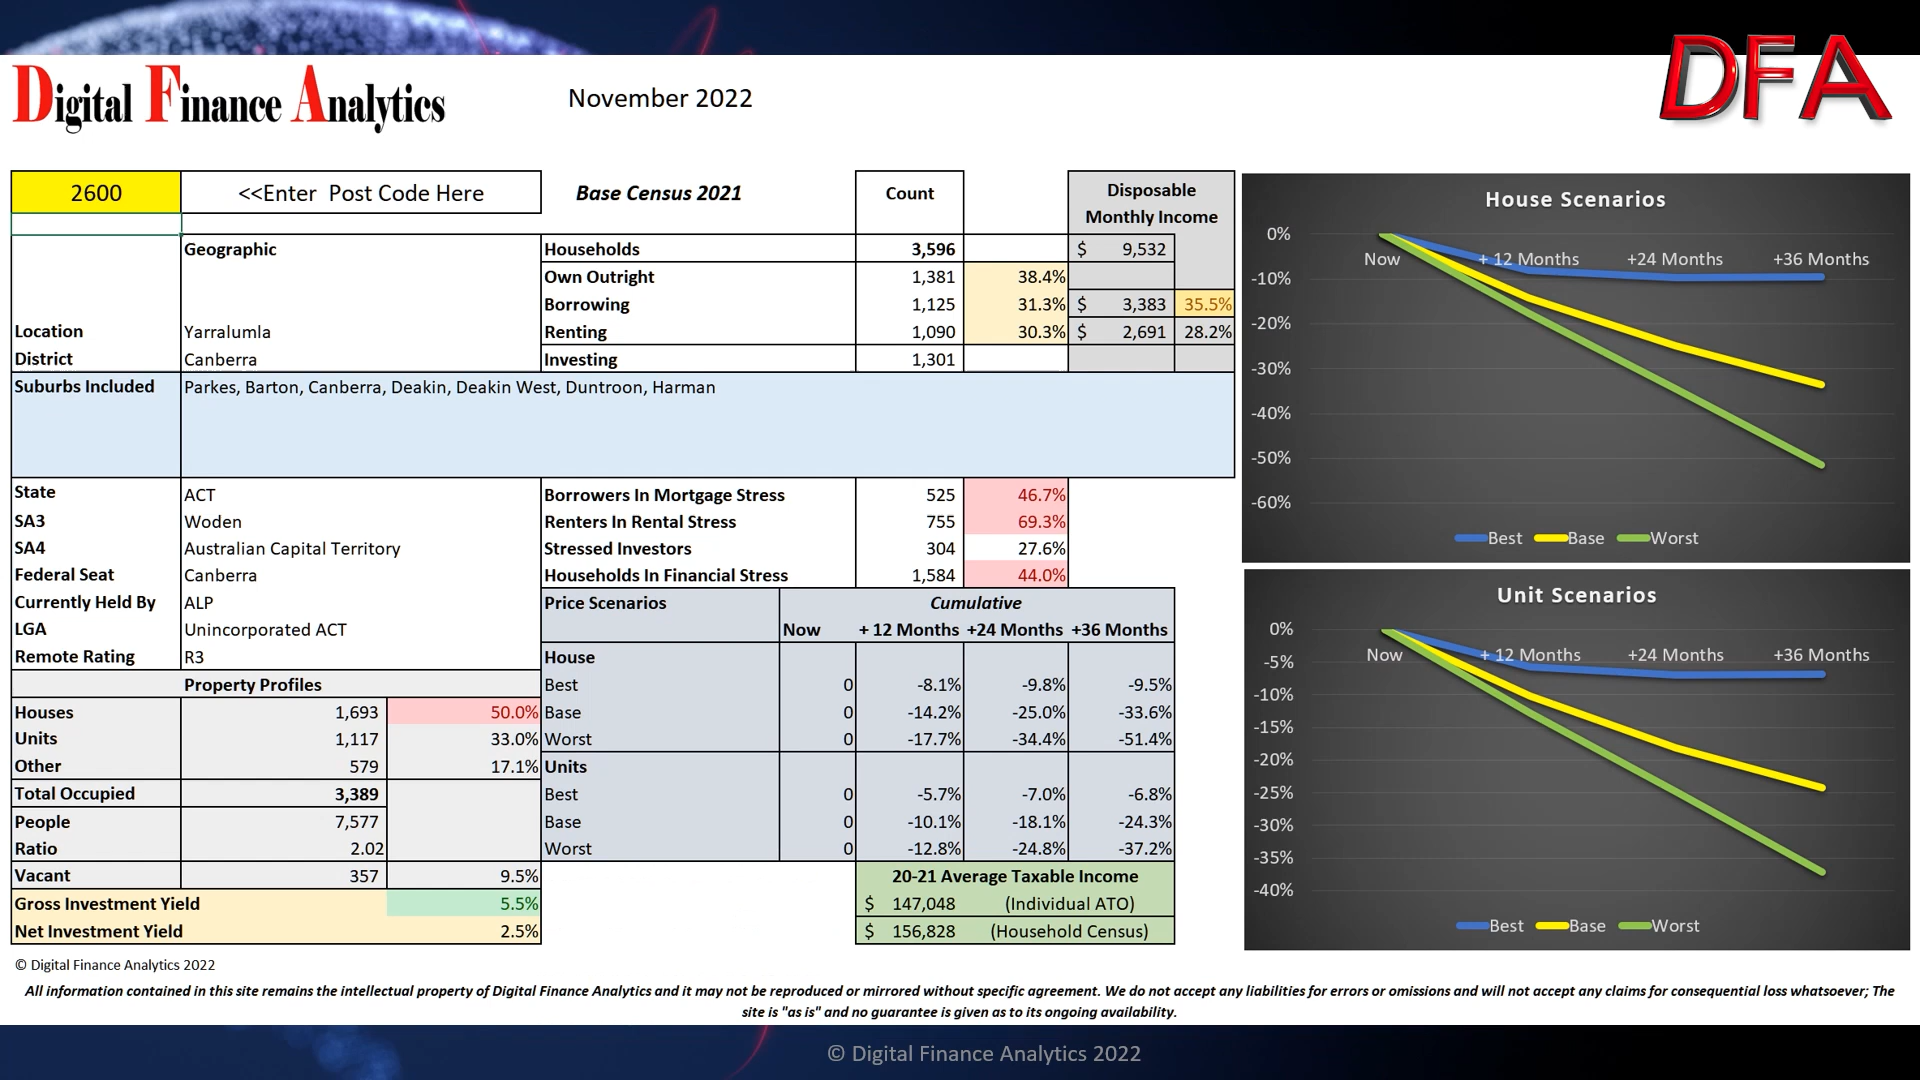 DFA
Digital Finance Analytics
November 2022
2600
<<Enter Post Code Here
Base Census 2021
Count
Disposable
Monthly Income
Geographic
Households 3,596 $ 9,532
Own Outright 1,381 38.4%
Borrowing 1,125 31.3% $ 3,383 35.5%
Location Yarralumla Renting 1,090 30.3% $ 2,691 28.2%
District Canberra Investing 1,301
Suburbs Included Parkes, Barton, Canberra, Deakin, Deakin West, Duntroon, Harman
State ACT Borrowers In Mortgage Stress 525 46.7%
SA3 Woden Renters In Rental Stress 755 69.3%
SA4 Australian Capital Territory Stressed Investors 304 27.6%
Federal Seat Canberra Households In Financial Stress 1,584 44.0%
Currently Held By ALP Price Scenarios Cumulative
LGA Unincorporated ACT Now + 12 Months +24 Months +36 Months
Remote Rating R3 House
Property Profiles Best 0 -8.1% -9.8% -9.5%
Houses 1,693 50.0% Base 0 -14.2% -25.0% -33.6%
Units 1,117 33.0% Worst 0 -17.7% -34.4% -51.4%
Other 579 17.1% Units
Total Occupied 3,389 Best 0 -5.7% -7.0% -6.8%
People 7,577 Base 0 -10.1% -18.1% -24.3%
Ratio 2.02 Worst 0 -12.8% -24.8% -37.2%
Vacant 357 9.5% 20-21 Average Taxable Income
Gross Investment Yield 5.5% $ 147,048 (Individual ATO)
Net Investment Yield 2.5% $ 156,828 (Household Census)
House Scenarios
0%
Now + 12 Months +24 Months +36 Months
-10%
-20%
-30%
-40%
-50%
-60%
Best Base Worst
Unit Scenarios
0%
Now + 12 Months +24 Months +36 Months
-5%
-10%
-15%
-20%
-25%
-30%
-35%
-40%
Best Base Worst
© Digital Finance Analytics 2022
All information contained in this site remains the intellectual property of Digital Finance Analytics and it may not be reproduced or mirrored without specific agreement. We do not accept any liabilities for errors or omissions and will not accept any claims for consequential loss whatsoever; The
site is "as is" and no guarantee is given as to its ongoing availability.
© Digital Finance Analytics 2022